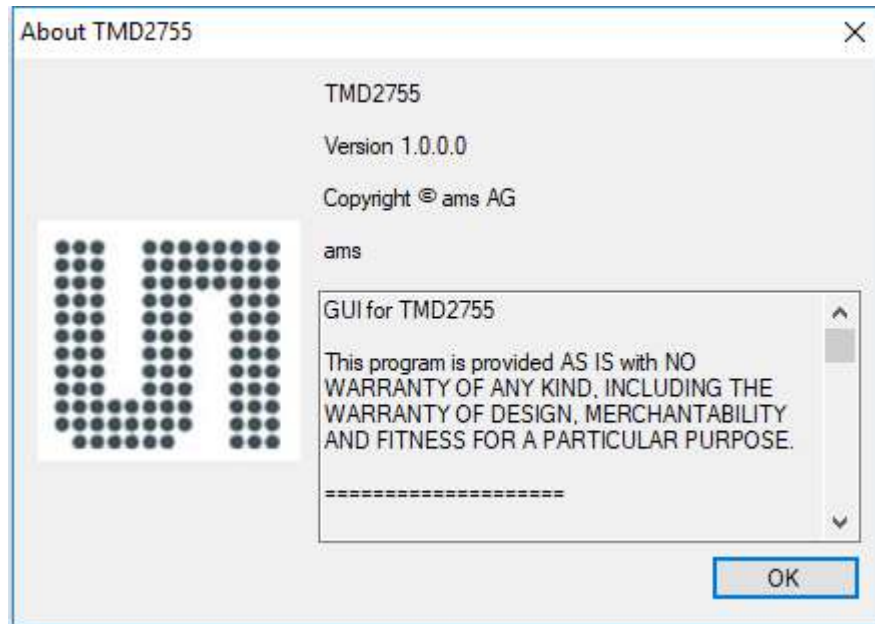 About TMD2755
TMD2755
Version 1.0.0.0
Copyright © ams AG
ams
GUI for TMD2755
This program is provided AS IS with NO
WARRANTY OF ANY KIND, INCLUDING THE
WARRANTY OF DESIGN, MERCHANTABILITY
AND FITNESS FOR A PARTICULAR PURPOSE.
====================
OK